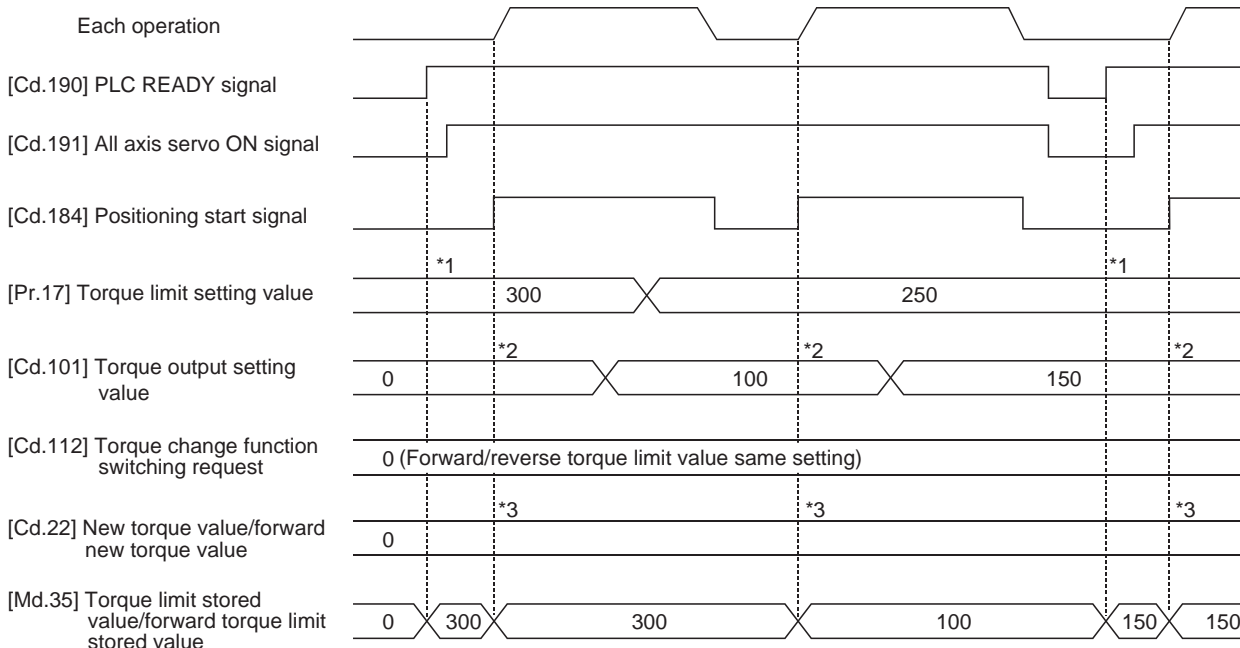 Each operation
[Cd.190] PLC READY signal
[Cd.191] All axis servo ON signal
[Cd.184] Positioning start signal
*1 *1
[Pr.17] Torque limit setting value 300 250
*2 *2 *2
[Cd.101] Torque output setting
value
0 100 150
[Cd.112] Torque change function
switching request
0 (Forward/reverse torque limit value same setting)
*3 *3 *3
[Cd.22] New torque value/forward
new torque value
0
[Md.35] Torque limit stored
value/forward torque limit
stored value
0 300 300 100 150 150